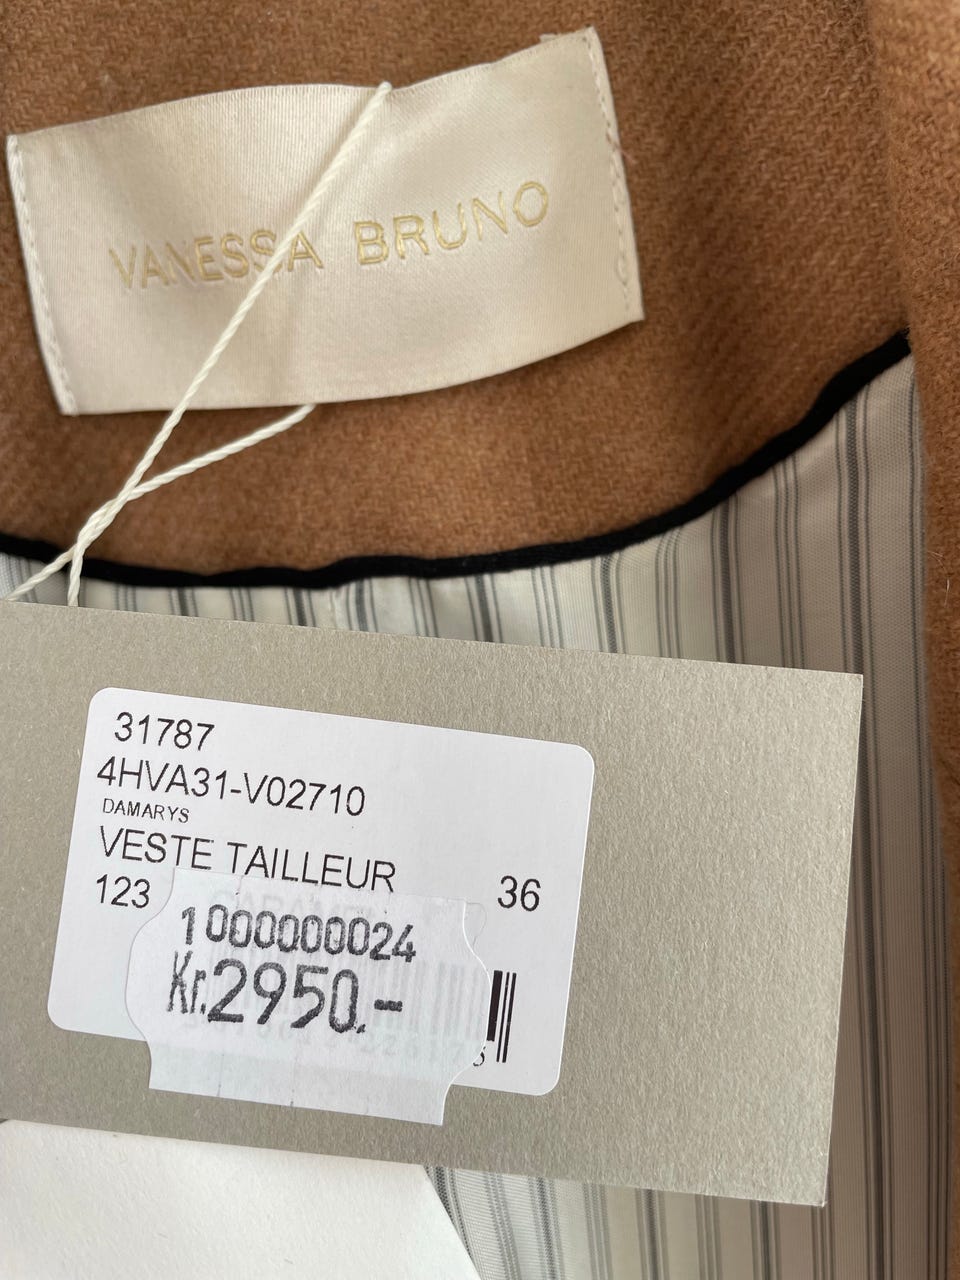 VANESSA BRUNO
31787
4HVA31-V02710
DAMARYS
VESTE TAILLEUR
123
36
1000000024
Kr.2950.-